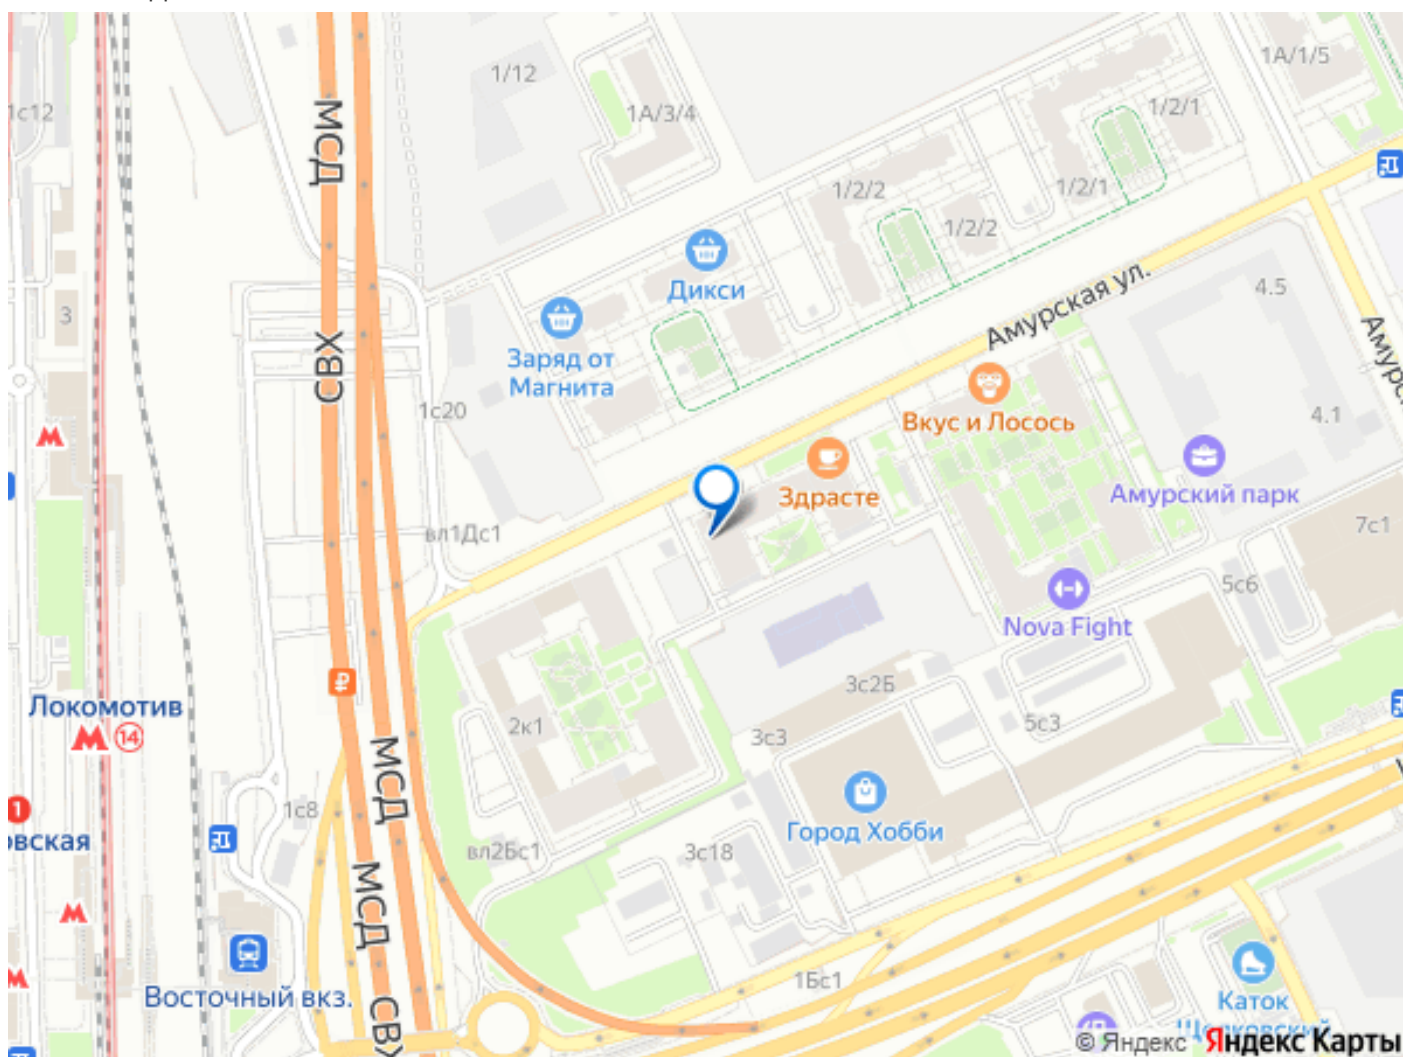 МСД
1/12
1А/3/4
1А/1/5
1с12
1/2/1
1/2/2
1/2/1
1/2/2
Дикси
4.5
3
СВХ
Заряд от
Магнита
Амурская ул.
1с20
Вкус и Лосось
4.1
Здрасте
Амурский парк
вл1Дс1
7с1
5с6
Nova Fight
3с2Б
Локомотив
14
2к1
3с3
5с3
МСД
1с8
Город Хобби
вл2Бс1
3с18
МСД
1Бс1
Восточный вкз.
Каток
© Яндекс
Яндекс Карты